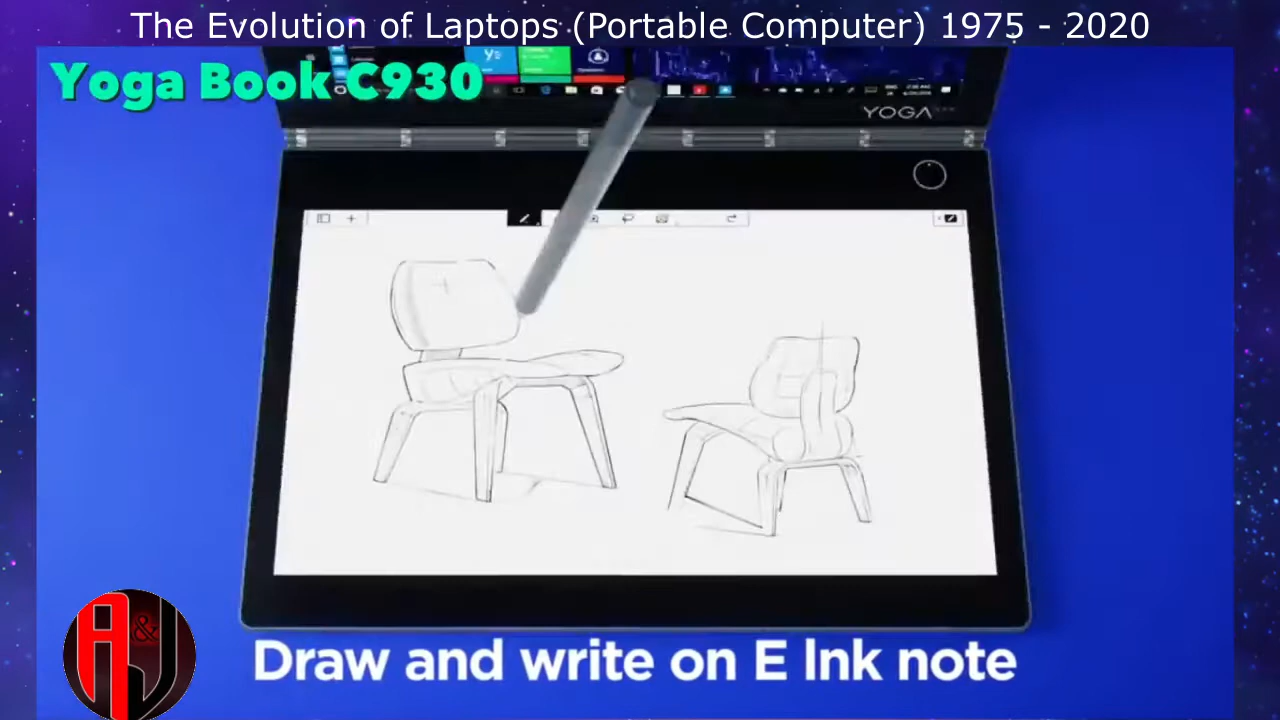 The Evolution of Laptops (Portable Computer) 1975 - 2020
Yoga Book C930
YOGA
A&J
Draw and write on E Ink note